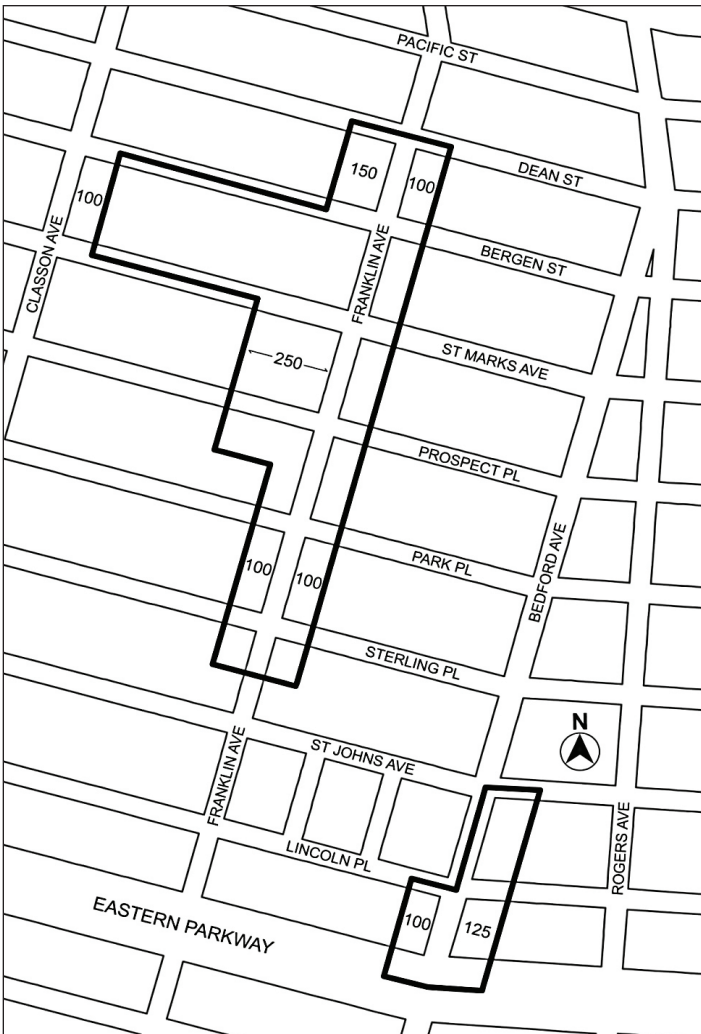 PACIFIC ST
150
100
DEAN ST
100
CLASSON AVE
FRANKLIN AVE
BERGEN ST
250
ST MARKS AVE
PROSPECT PL
BEDFORD AVE
PARK PL
100
100
STERLING PL
N
FRANKLIN AVE
ST JOHNS AVE
ROGERS AVE
LINCOLN PL
EASTERN PARKWAY
100
125